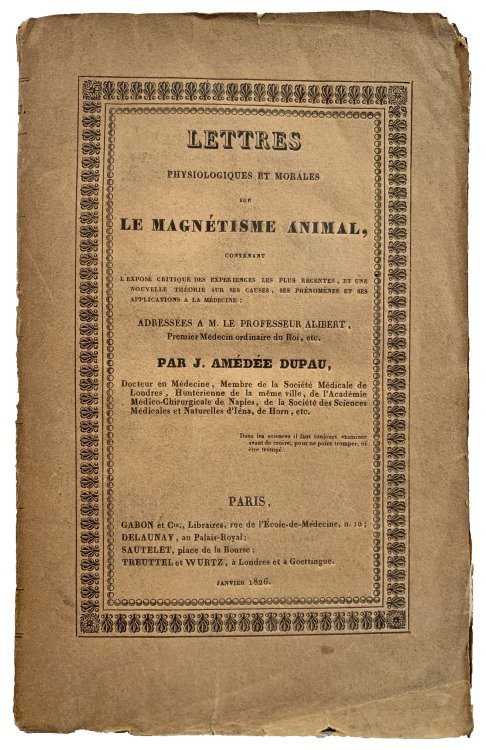 LETTRES
PHYSIOLOGIQUES ET MORALES
SUR
LE MAGNÉTISME ANIMAL,
CONTENANT
L'EXPOSÉ CRITIQUE DES EXPÉRIENCES LES PLUS RÉCENTES, ET UNE
NOUVELLE THÉORIE SUR SES CAUSES, SES PHÉNOMÈNES ET SES
APPLICATIONS A LA MÉDECINE;
ADRESSÉES A M. LE PROFESSEUR ALIBERT,
Premier Médecin ordinaire du Roi, etc.
PAR J. AMÉDÉE DUPAU,
Docteur en Médecine, Membre de la Société Médicale de
Londres, Huntérienne de la même ville, de l'Académie
Médico-Chirurgicale de Naples, de la Société des Sciences
Médicales et Naturelles d'Iéna, de Horn, etc.
Dans les sciences il faut toujours examiner
avant de croire, pour ne point tromper, ni
être trompé.
PARIS,
GABON et Cie., Libraires, rue de l'École-de-Médecine, n. 10;
DELAUNAY, au Palais-Royal;
SAUTELET, place de la Bourse;
TREUTTEL et WURTZ, à Londres et à Goettingue.
JANVIER 1826.